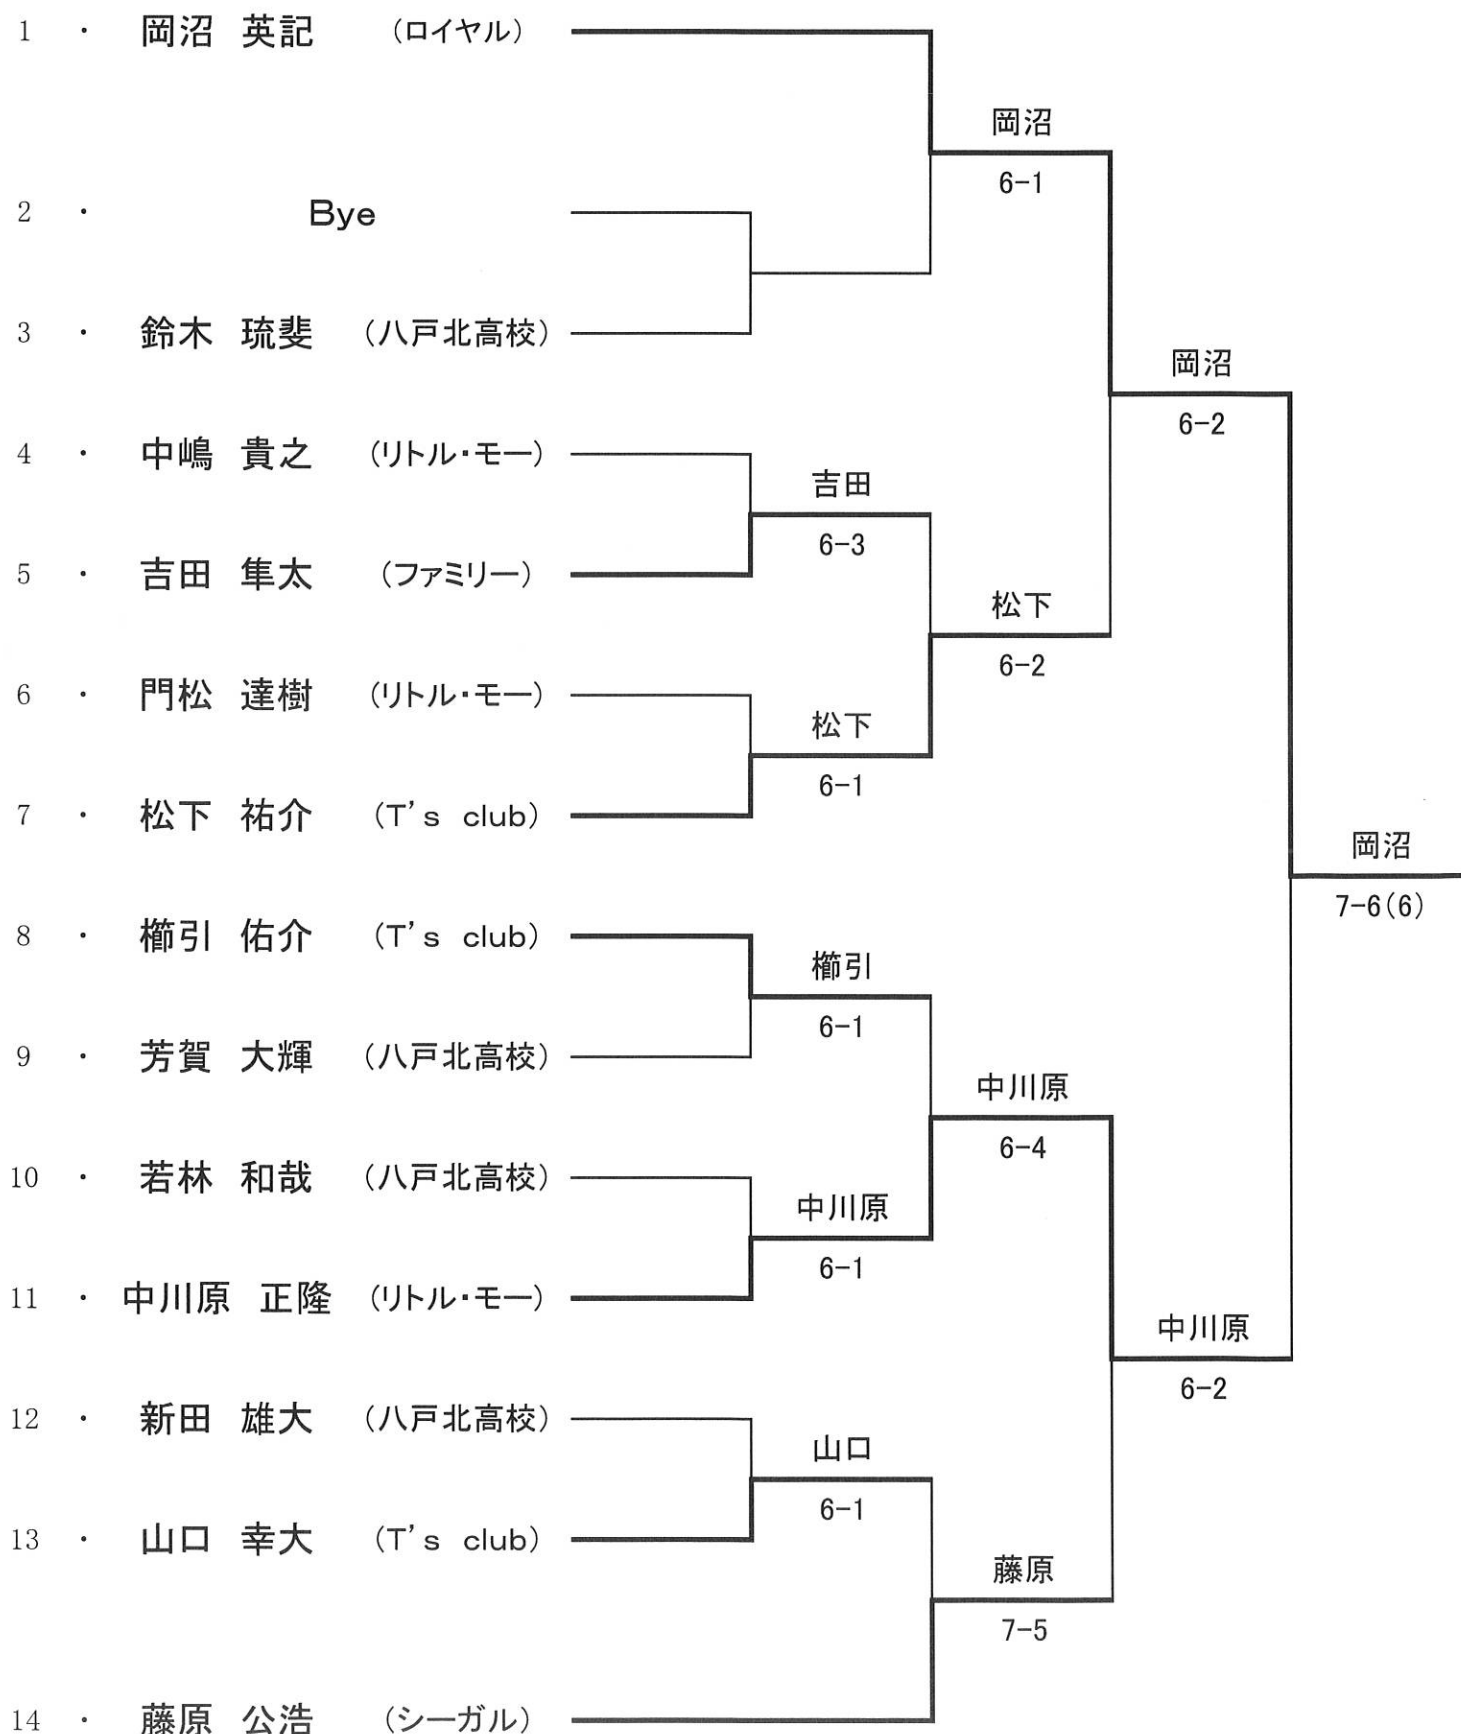 1 ・ 岡沼 英記 (ロイヤル)
岡沼
6-1
2 ・ Bye
3 ・ 鈴木 琉斐 (八戸北高校)
岡沼
6-2
4 ・ 中嶋 貴之 (リトル・モー)
吉田
6-3
5 ・ 吉田 隼太 (ファミリー)
松下
6-2
6 ・ 門松 達樹 (リトル・モー)
松下
6-1
7 ・ 松下 祐介 (T's club)
岡沼
7-6(6)
8 ・ 櫛引 佑介 (T's club)
櫛引
6-1
9 ・ 芳賀 大輝 (八戸北高校)
中川原
6-4
10 ・ 若林 和哉 (八戸北高校)
中川原
6-1
11 ・ 中川原 正隆 (リトル・モー)
中川原
6-2
12 ・ 新田 雄大 (八戸北高校)
山口
6-1
13 ・ 山口 幸大 (T's club)
藤原
7-5
14 ・ 藤原 公浩 (シーガル)